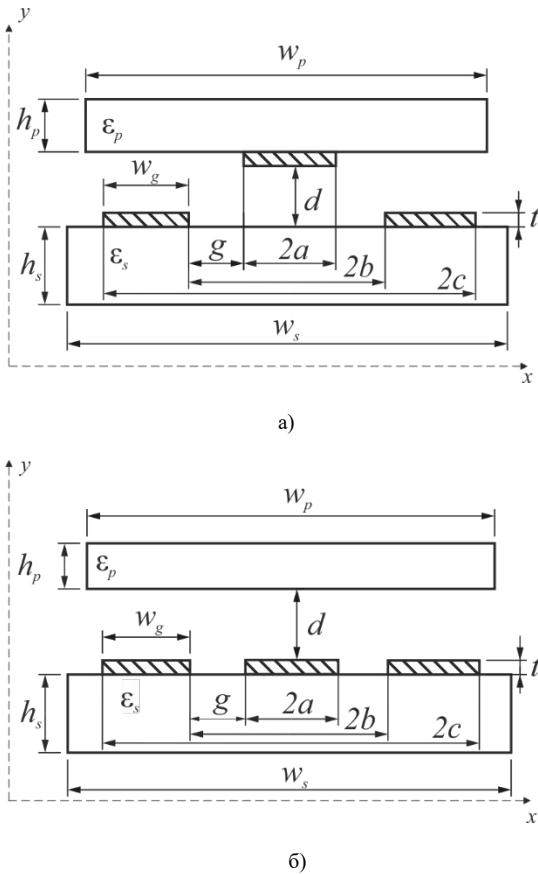 y
w_p
h_p
ε_p
w_g
d
t
h_s
ε_s
g
2a
2b
2c
w_s
x
а)
y
w_p
h_p
ε_p
w_g
d
t
h_s
ε_s
g
2a
2b
2c
w_s
x
б)